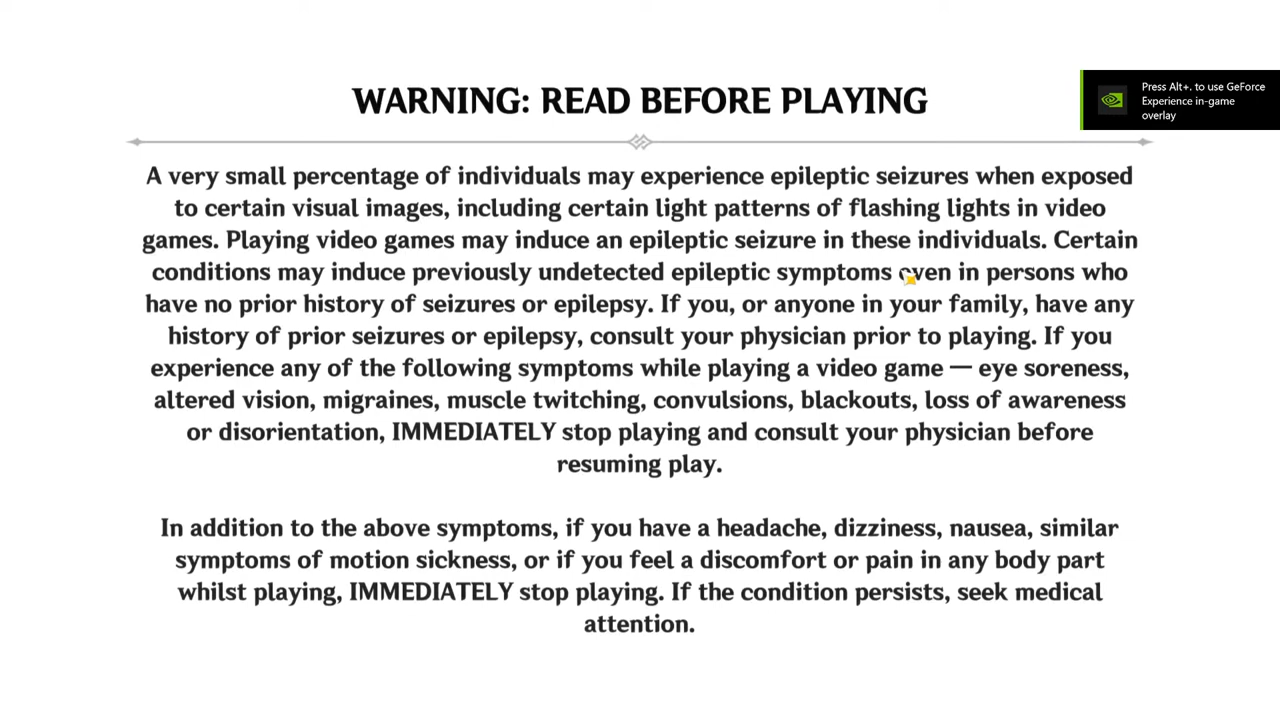 WARNING: READ BEFORE PLAYING
Press Alt+. to use GeForce
Experience in-game
overlay
A very small percentage of individuals may experience epileptic seizures when exposed
to certain visual images, including certain light patterns of flashing lights in video
games. Playing video games may induce an epileptic seizure in these individuals. Certain
conditions may induce previously undetected epileptic symptoms even in persons who
have no prior history of seizures or epilepsy. If you, or anyone in your family, have any
history of prior seizures or epilepsy, consult your physician prior to playing. If you
experience any of the following symptoms while playing a video game — eye soreness,
altered vision, migraines, muscle twitching, convulsions, blackouts, loss of awareness
or disorientation, IMMEDIATELY stop playing and consult your physician before
resuming play.
In addition to the above symptoms, if you have a headache, dizziness, nausea, similar
symptoms of motion sickness, or if you feel a discomfort or pain in any body part
whilst playing, IMMEDIATELY stop playing. If the condition persists, seek medical
attention.